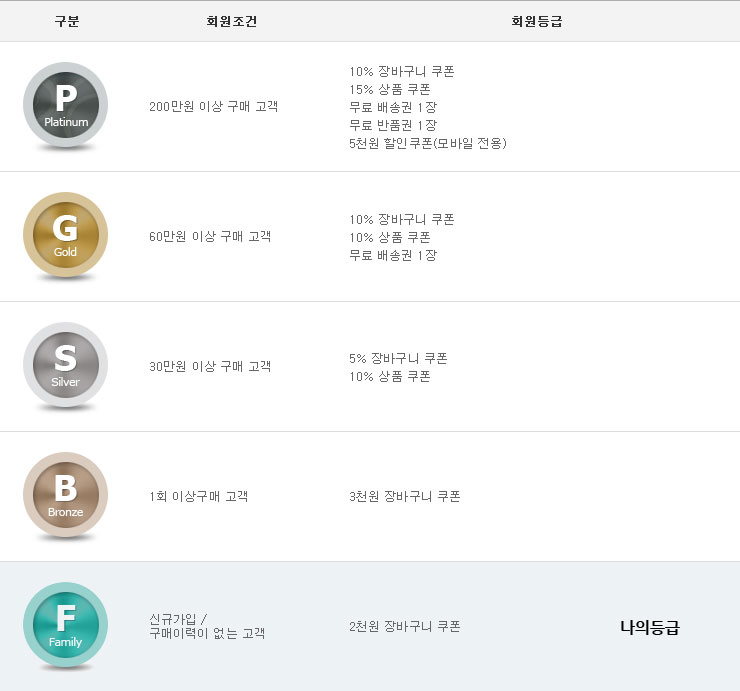 구분 회원조건 회원등급
P
Platinum
200만원 이상 구매 고객
10% 장바구니 쿠폰
15% 상품 쿠폰
무료 배송권 1장
무료 반품권 1장
5천원 할인쿠폰(모바일 전용)
G
Gold
60만원 이상 구매 고객
10% 장바구니 쿠폰
10% 상품 쿠폰
무료 배송권 1장
S
Silver
30만원 이상 구매 고객
5% 장바구니 쿠폰
10% 상품 쿠폰
B
Bronze
1회 이상구매 고객
3천원 장바구니 쿠폰
F
Family
신규가입 /
구매이력이 없는 고객
2천원 장바구니 쿠폰
나의등급